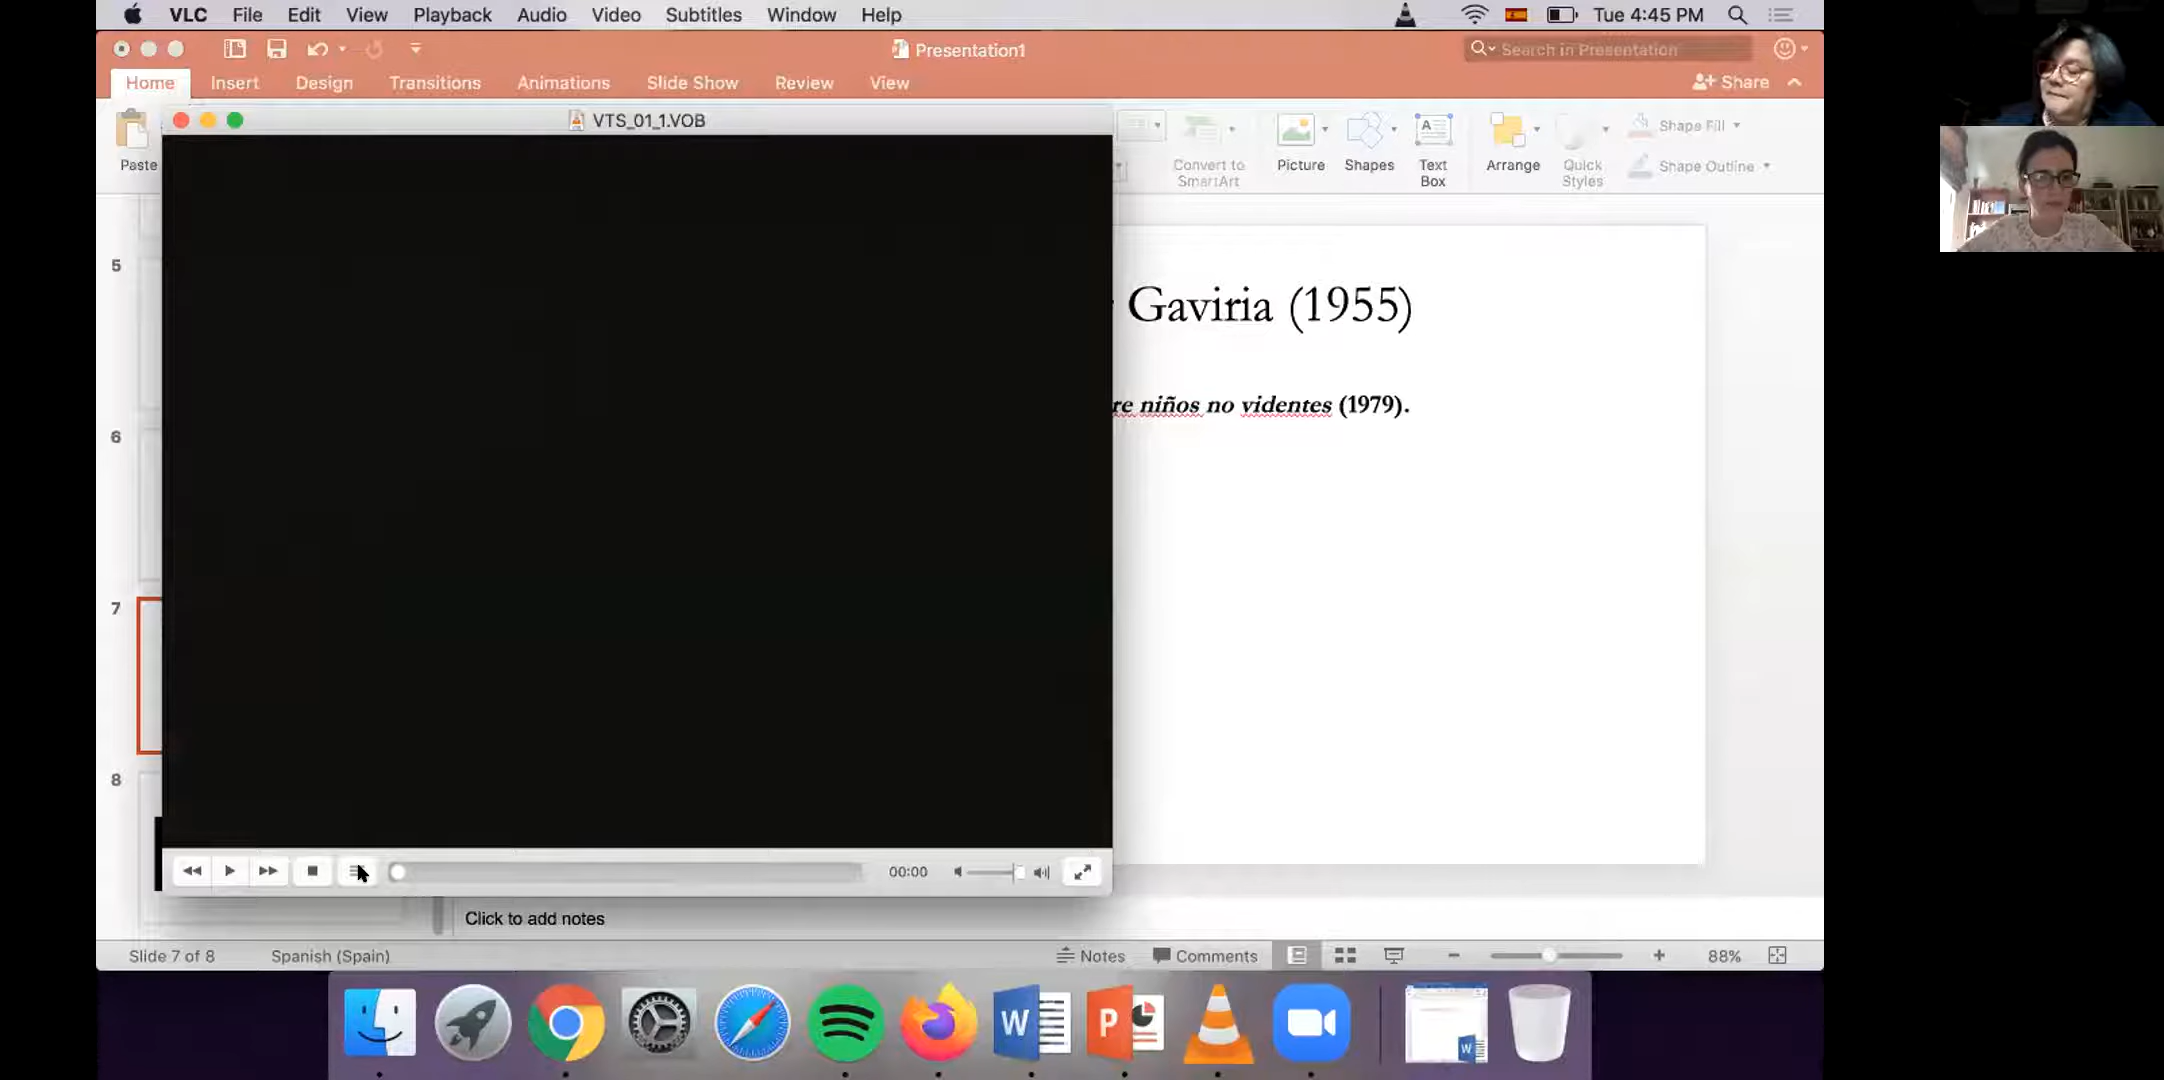 VLC File Edit View Playback Audio Video Subtitles Window Help Tue 4:45 PM
Presentation1
Search in Presentation
Home Insert Design Transitions Animations Slide Show Review View Share
VTS_01_1.VOB
Paste
Convert to SmartArt
Picture
Shapes
Text Box
Arrange
Quick Styles
Shape Fill
Shape Outline
5
6
7
8
Gaviria (1955)
re niños no videntes (1979).
00:00
Click to add notes
Slide 7 of 8 Spanish (Spain) Notes Comments 88%